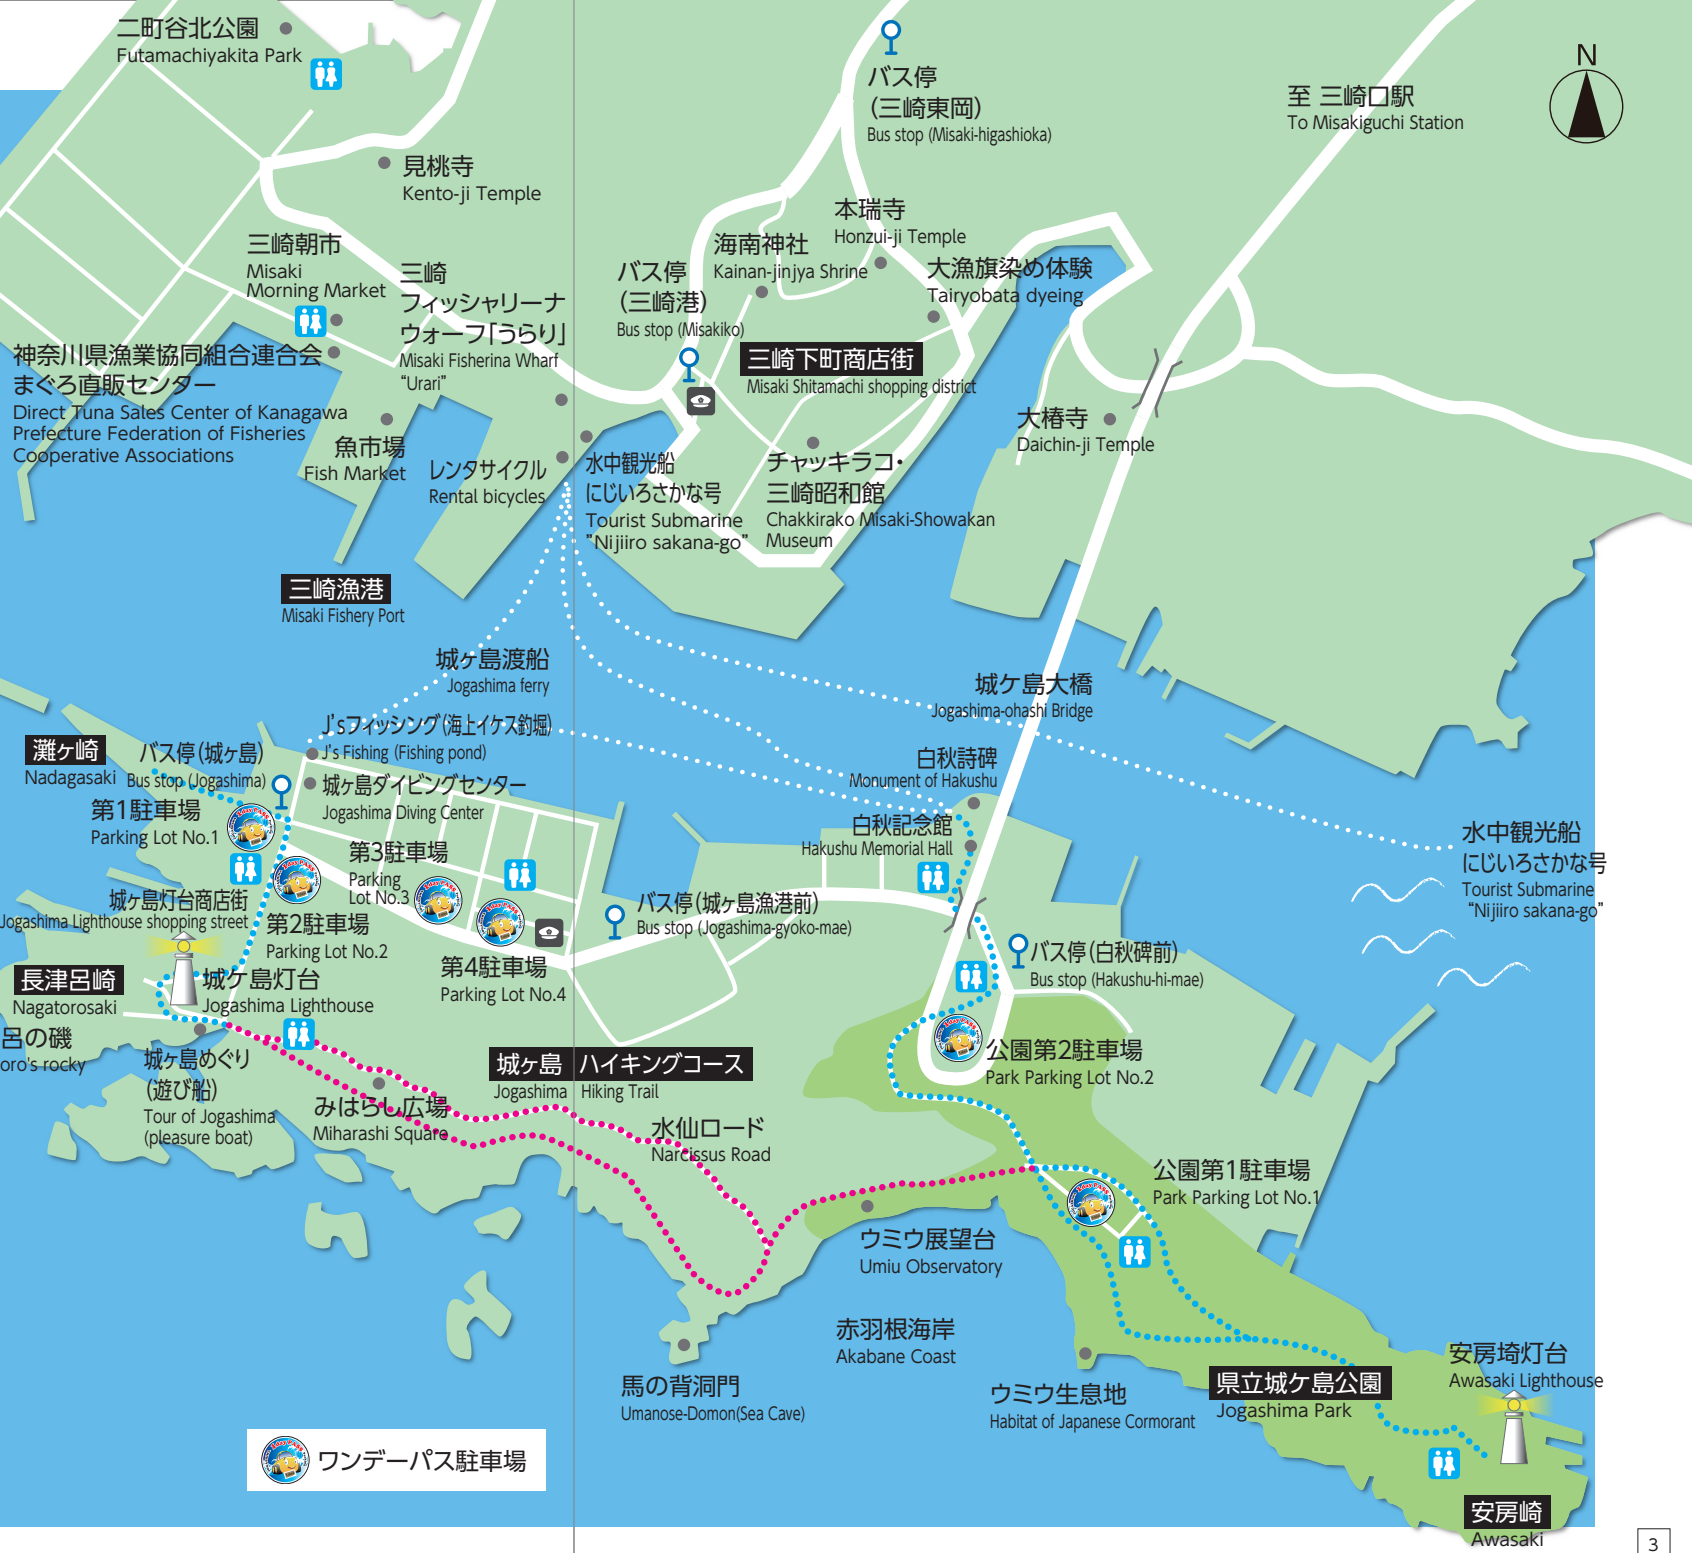 二町谷北公園
Futamachiyakita Park
バス停
(三崎東岡)
Bus stop (Misaki-higashioka)
至 三崎口駅
To Misakiguchi Station
N
見桃寺
Kento-ji Temple
本瑞寺
Honzui-ji Temple
海南神社
Kainan-jinjya Shrine
大漁旗染め体験
Tairyobata dyeing
三崎朝市
Misaki
Morning Market
三崎
フィッシャリーナ
ウォーフ「うらり」
Misaki Fisherina Wharf
“Urari”
バス停
(三崎港)
Bus stop (Misakiko)
神奈川県漁業協同組合連合会
まぐろ直販センター
Direct Tuna Sales Center of Kanagawa
Prefecture Federation of Fisheries
Cooperative Associations
三崎下町商店街
Misaki Shitamachi shopping district
魚市場
Fish Market
レンタサイクル
Rental bicycles
水中観光船
にじいろさかな号
Tourist Submarine
”Nijiiro sakana-go”
チャッキラコ・
三崎昭和館
Chakkirako Misaki-Showakan
Museum
大椿寺
Daichin-ji Temple
三崎漁港
Misaki Fishery Port
城ヶ島渡船
Jogashima ferry
城ケ島大橋
Jogashima-ohashi Bridge
J’sフィッシング(海上イケス釣堀)
J’s Fishing (Fishing pond)
灘ヶ崎
Nadagasaki
バス停(城ヶ島)
Bus stop (Jogashima)
城ヶ島ダイビングセンター
Jogashima Diving Center
白秋詩碑
Monument of Hakushu
第1駐車場
Parking Lot No.1
第3駐車場
Parking
Lot No.3
白秋記念館
Hakushu Memorial Hall
水中観光船
にじいろさかな号
Tourist Submarine
“Nijiiro sakana-go”
城ヶ島灯台商店街
Jogashima Lighthouse shopping street
第2駐車場
Parking Lot No.2
バス停(城ヶ島漁港前)
Bus stop (Jogashima-gyoko-mae)
バス停(白秋碑前)
Bus stop (Hakushu-hi-mae)
長津呂崎
Nagatorosaki
城ケ島灯台
Jogashima Lighthouse
第4駐車場
Parking Lot No.4
呂の磯
oro's rocky
城ヶ島めぐり
(遊び船)
Tour of Jogashima
(pleasure boat)
みはらし広場
Miharashi Square
城ヶ島 ハイキングコース
Jogashima Hiking Trail
公園第2駐車場
Park Parking Lot No.2
水仙ロード
Narcissus Road
公園第1駐車場
Park Parking Lot No.1
ウミウ展望台
Umiu Observatory
赤羽根海岸
Akabane Coast
馬の背洞門
Umanose-Domon(Sea Cave)
ウミウ生息地
Habitat of Japanese Cormorant
県立城ケ島公園
Jogashima Park
安房埼灯台
Awasaki Lighthouse
ワンデーパス駐車場
安房崎
Awasaki
3